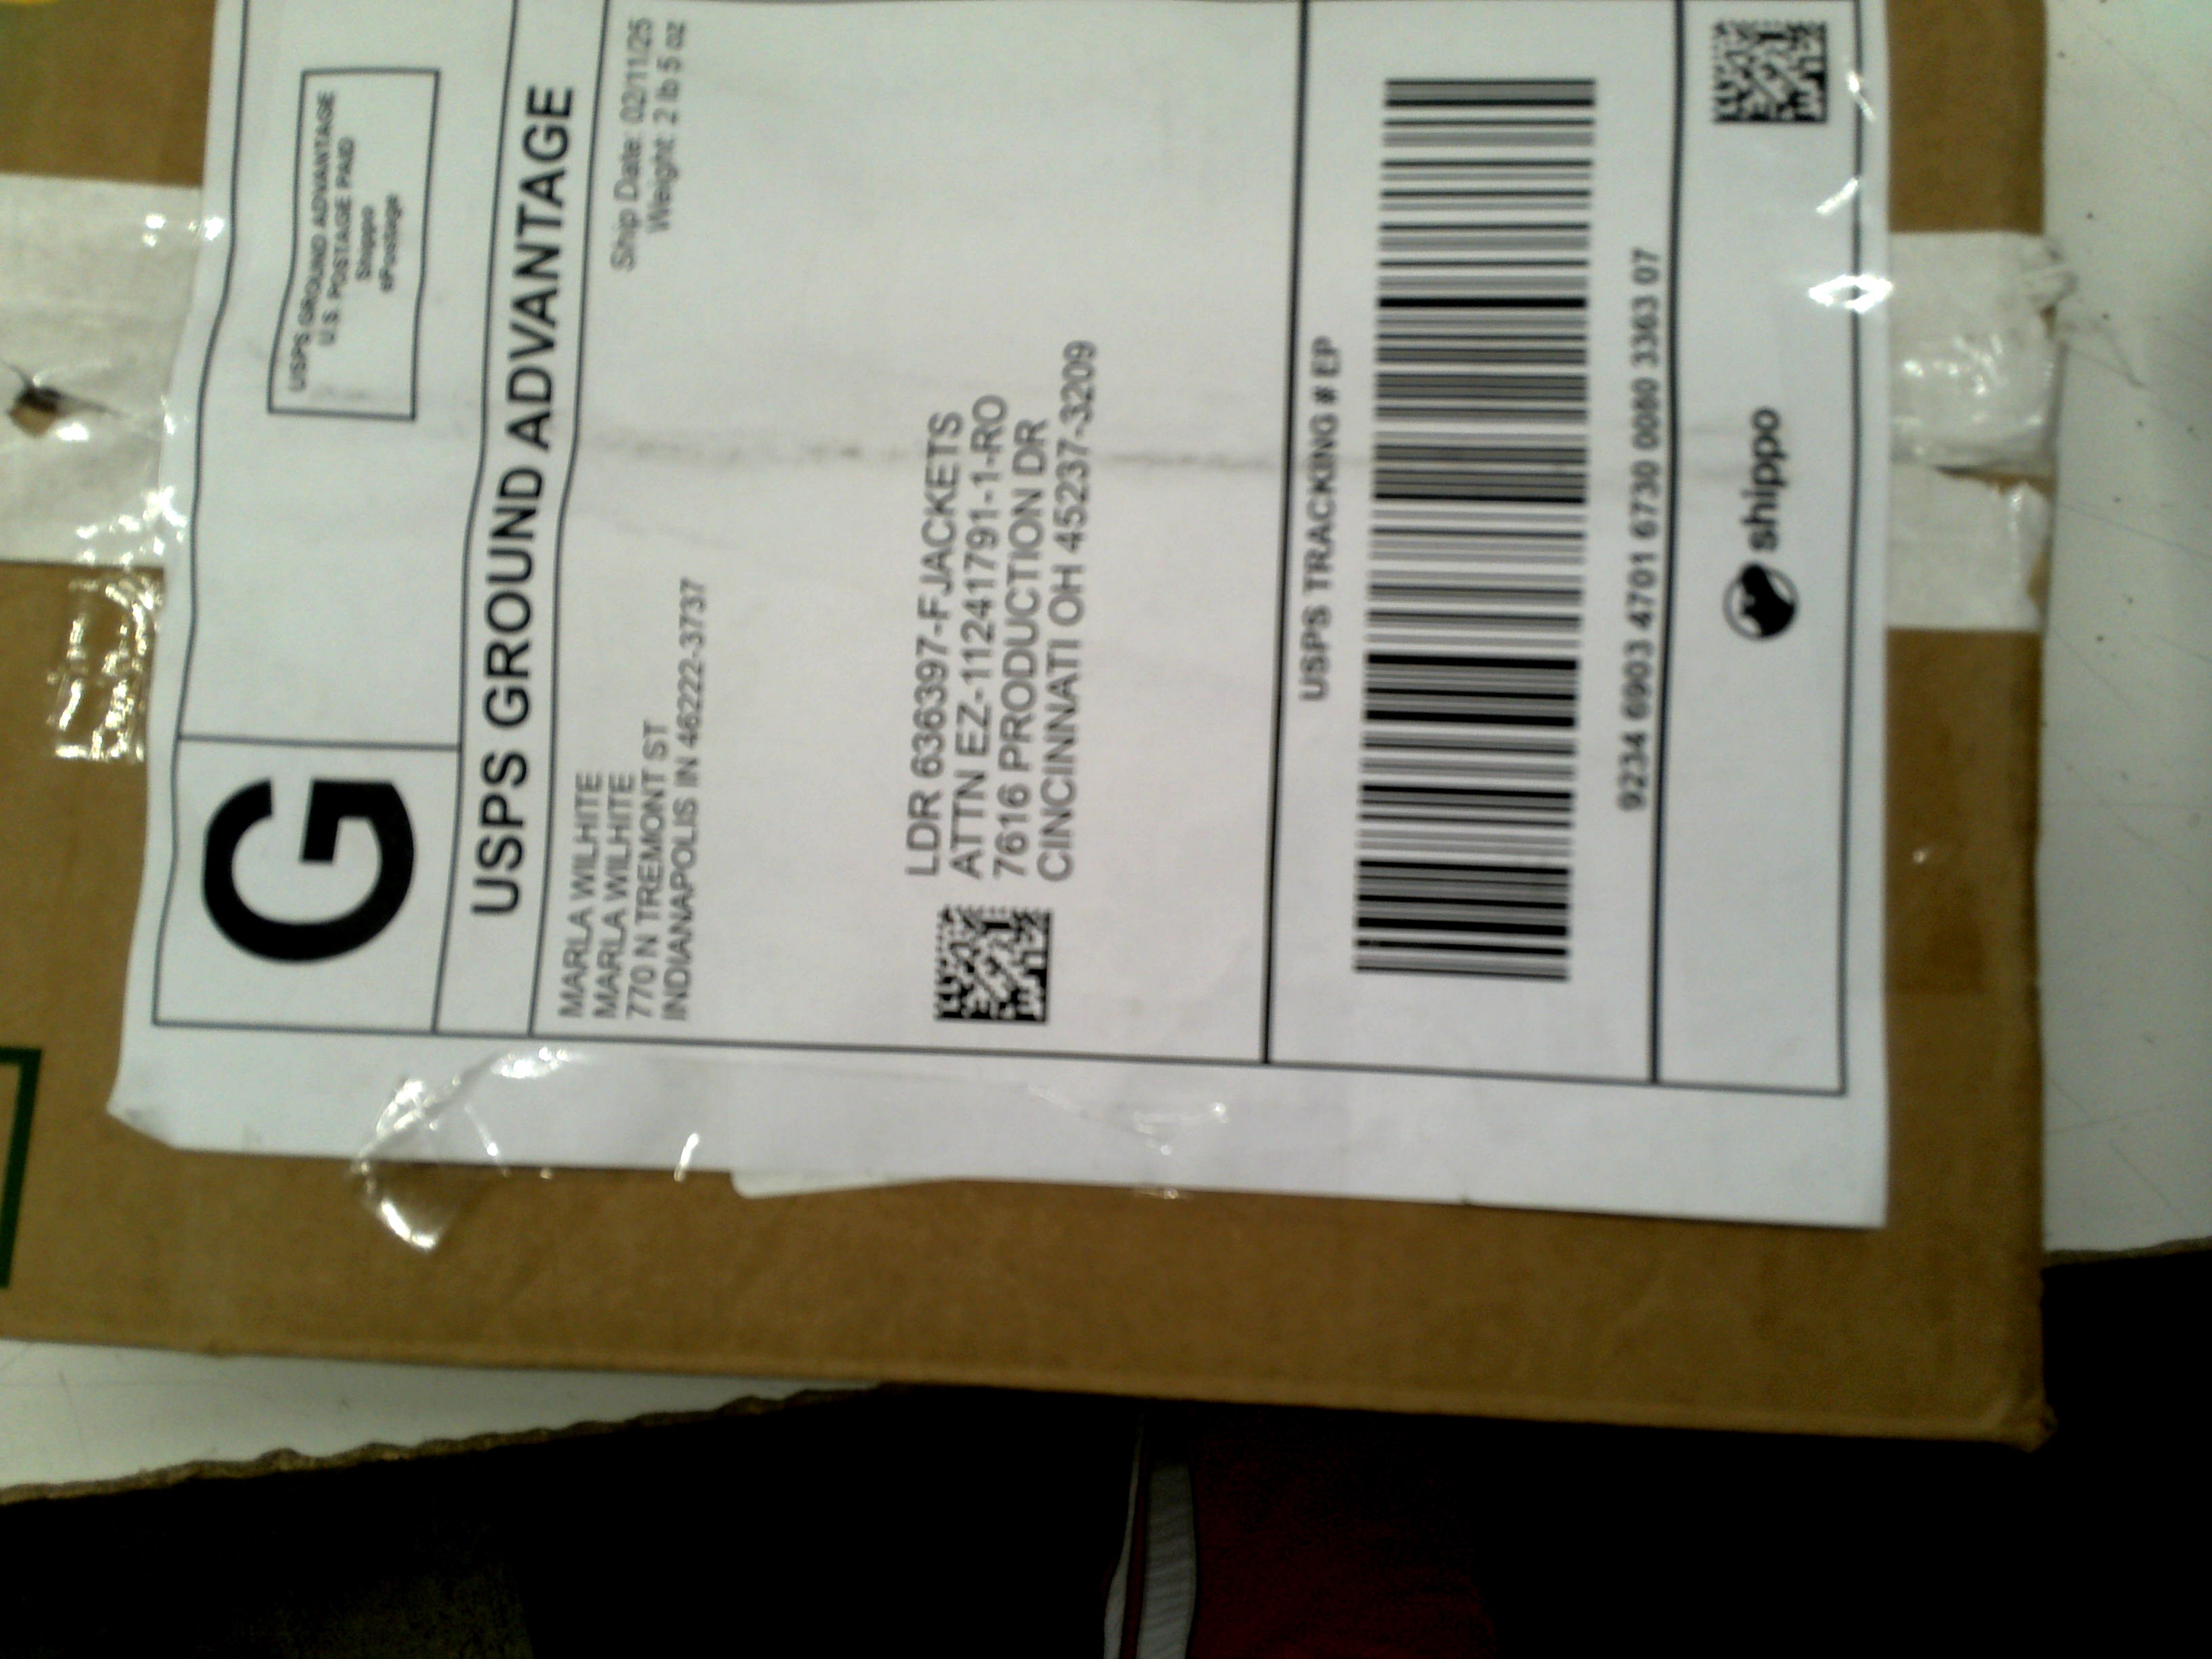 G
USPS GROUND ADVANTAGE
U.S. POSTAGE PAID
Shippo
ePostage
USPS GROUND ADVANTAGE
MARLA WILHITE
MARLA WILHITE
770 N TREMONT ST
INDIANAPOLIS IN 46222-3737
Ship Date: 02/11/25
Weight: 2 lb 5 oz
LDR 636397-FJACKETS
ATTN EZ-11241791-1-RO
7616 PRODUCTION DR
CINCINNATI OH 45237-3209
USPS TRACKING # EP
9234 6903 4701 6730 0080 3363 07
shippo